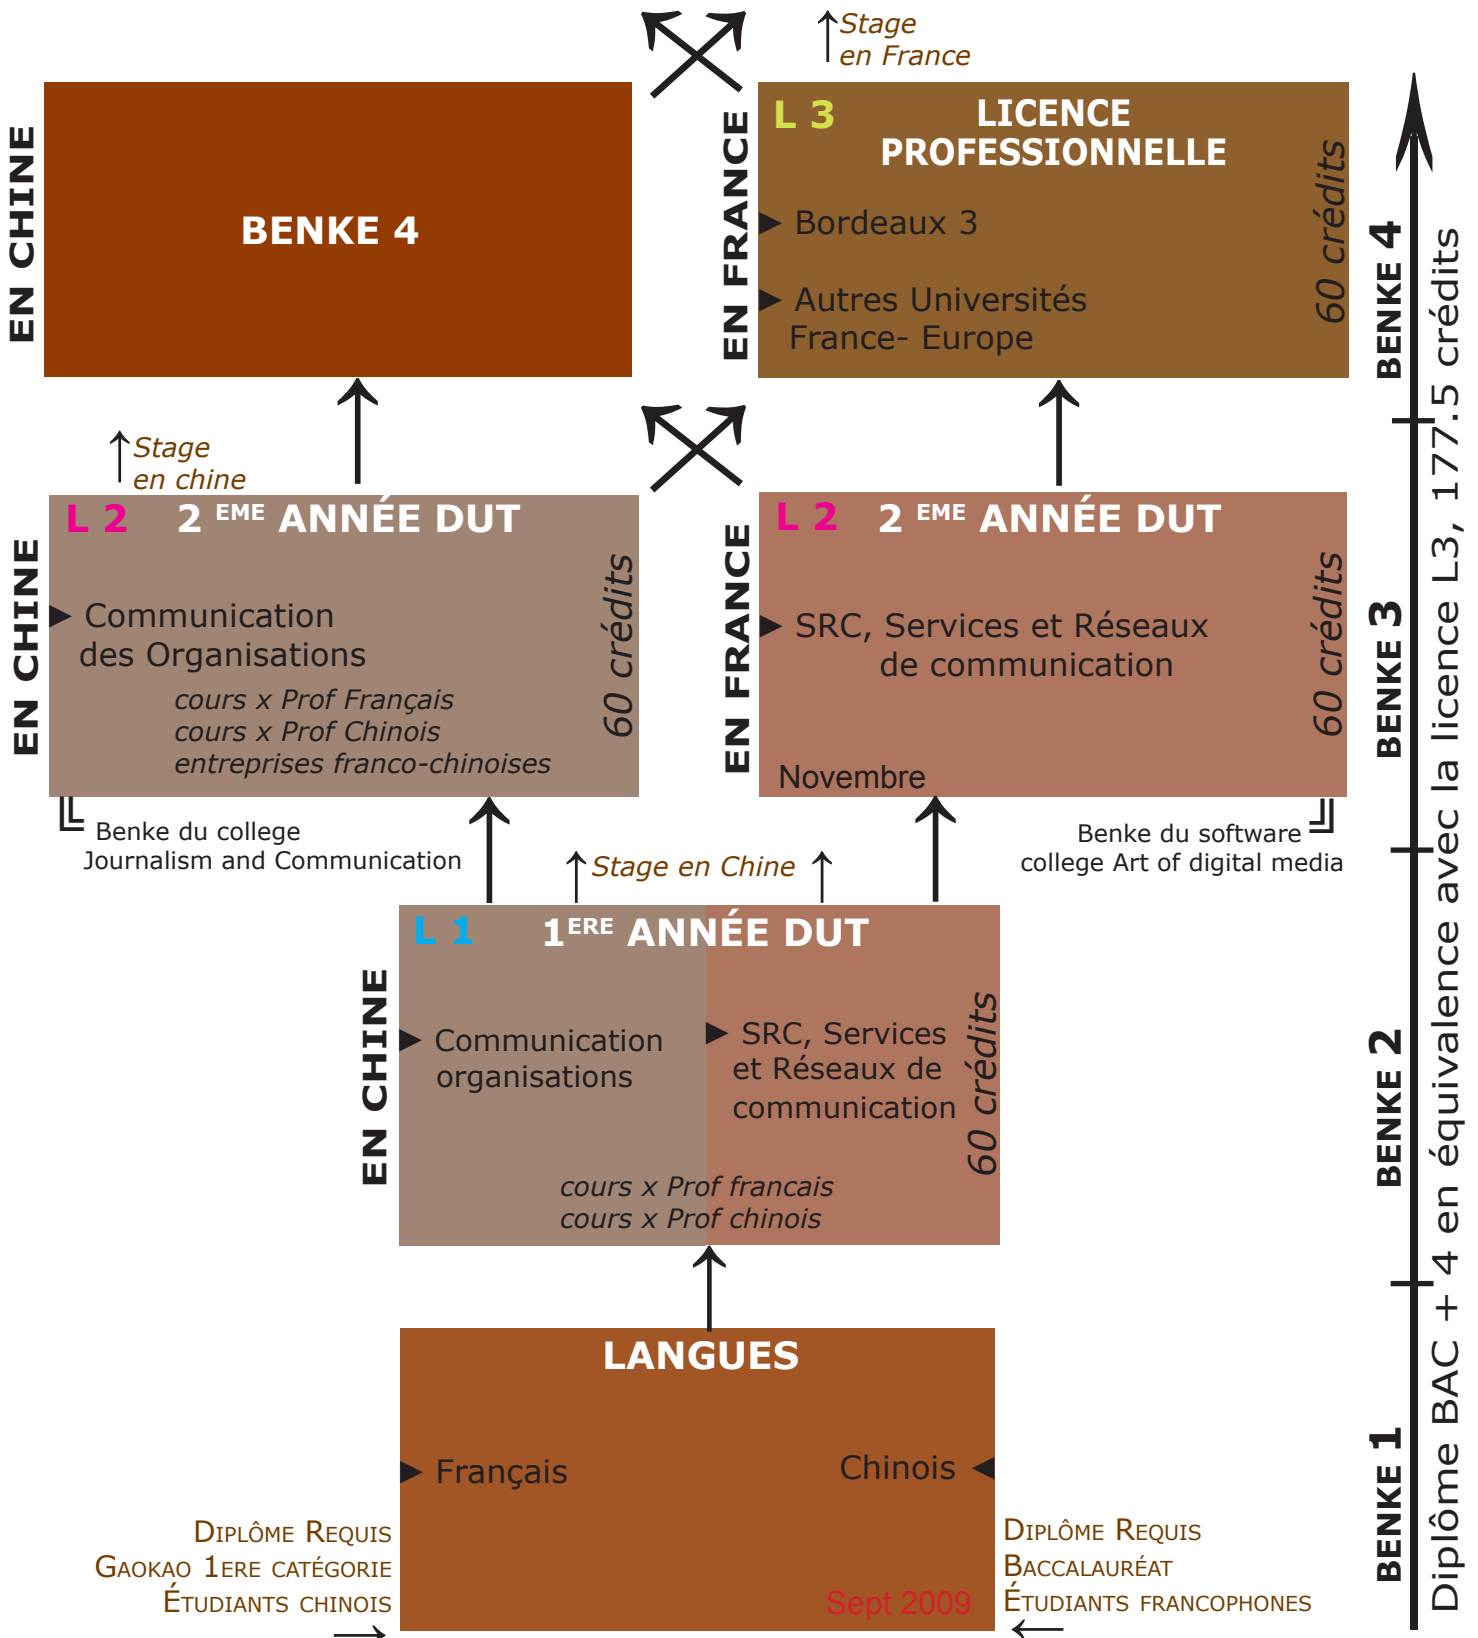 Stage
en France
EN CHINE
BENKE 4
EN FRANCE
L 3
LICENCE
PROFESSIONNELLE
Bordeaux 3
Autres Universités
France- Europe
60 crédits
Stage
en chine
EN CHINE
L 2 2 EME ANNÉE DUT
Communication
des Organisations
cours x Prof Français
cours x Prof Chinois
entreprises franco-chinoises
60 crédits
Benke du college
Journalism and Communication
EN FRANCE
L 2 2 EME ANNÉE DUT
SRC, Services et Réseaux
de communication
Novembre
60 crédits
Benke du software
college Art of digital media
Stage en Chine
EN CHINE
L 1 1ERE ANNÉE DUT
Communication
organisations
SRC, Services
et Réseaux de
communication
60 crédits
cours x Prof francais
cours x Prof chinois
LANGUES
Français
Chinois
Sept 2009
DIPLÔME REQUIS
GAOKAO 1ERE CATÉGORIE
ÉTUDIANTS CHINOIS
DIPLÔME REQUIS
BACCALAURÉAT
ÉTUDIANTS FRANCOPHONES
BENKE 4
BENKE 3
BENKE 2
BENKE 1
Diplôme BAC + 4 en équivalence avec la licence L3, 177.5 crédits